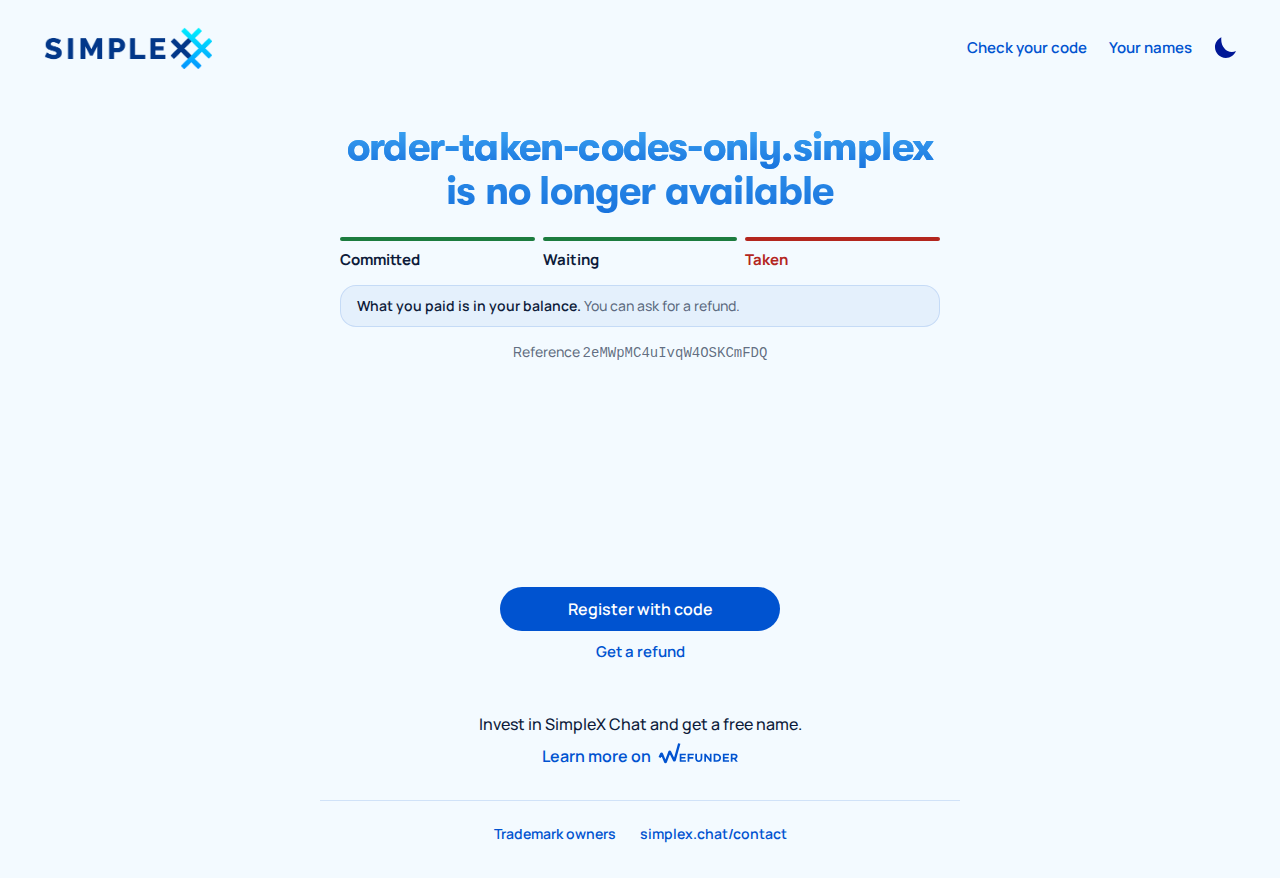 SIMPLEX
Check your code
Your names
order-taken-codes-only.simplex
is no longer available
Committed
Waiting
Taken
What you paid is in your balance. You can ask for a refund.
Reference 2eMWpMC4uIvqW4OSKCmFDQ
Register with code
Get a refund
Invest in SimpleX Chat and get a free name.
Learn more on WEFUNDER
Trademark owners
simplex.chat/contact